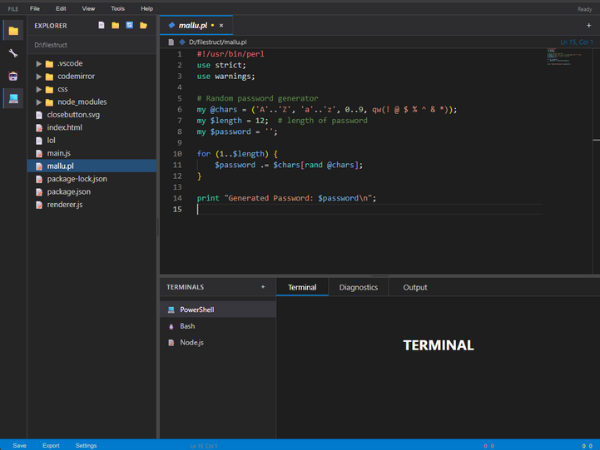 FILE File Edit View Tools Help Ready
EXPLORER
D:\filestruct
.vscode
codemirror
css
node_modules
closebutton.svg
index.html
lol
main.js
mallu.pl
package-lock.json
package.json
renderer.js
mallu.pl • × +
D:/filestruct/mallu.pl Ln 15, Col 1
1 #!/usr/bin/perl
2 use strict;
3 use warnings;
4
5 # Random password generator
6 my @chars = ('A'..'Z', 'a'..'z', 0..9, qw(! @ $ % ^ & *));
7 my $length = 12;  # length of password
8 my $password = '';
9
10 for (1..$length) {
11     $password .= $chars[rand @chars];
12 }
13
14 print "Generated Password: $password\n";
15
TERMINALS +
PowerShell
Bash
Node.js
Terminal Diagnostics Output
TERMINAL
Save Export Settings Ln 15, Col 1 0 0 0 0